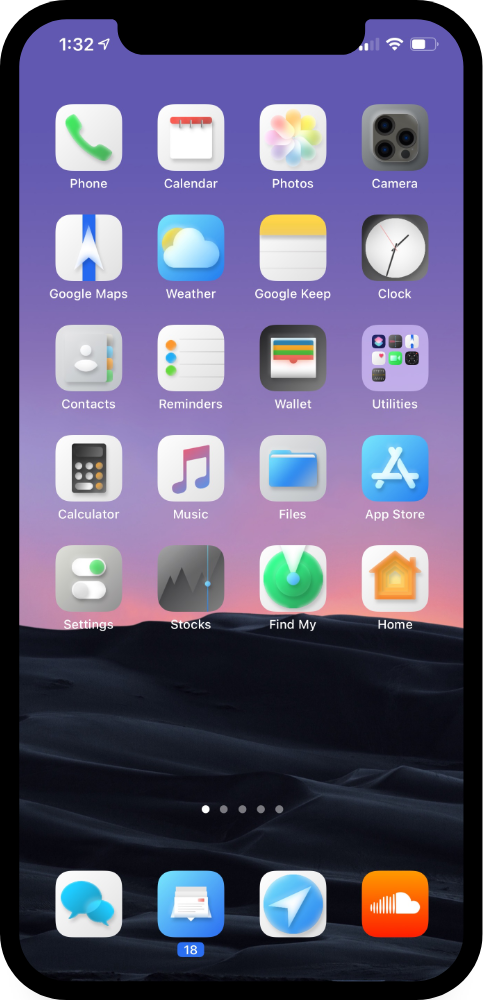 1:32
Phone Calendar Photos Camera
Google Maps Weather Google Keep Clock
Contacts Reminders Wallet Utilities
Calculator Music Files App Store
Settings Stocks Find My Home
18